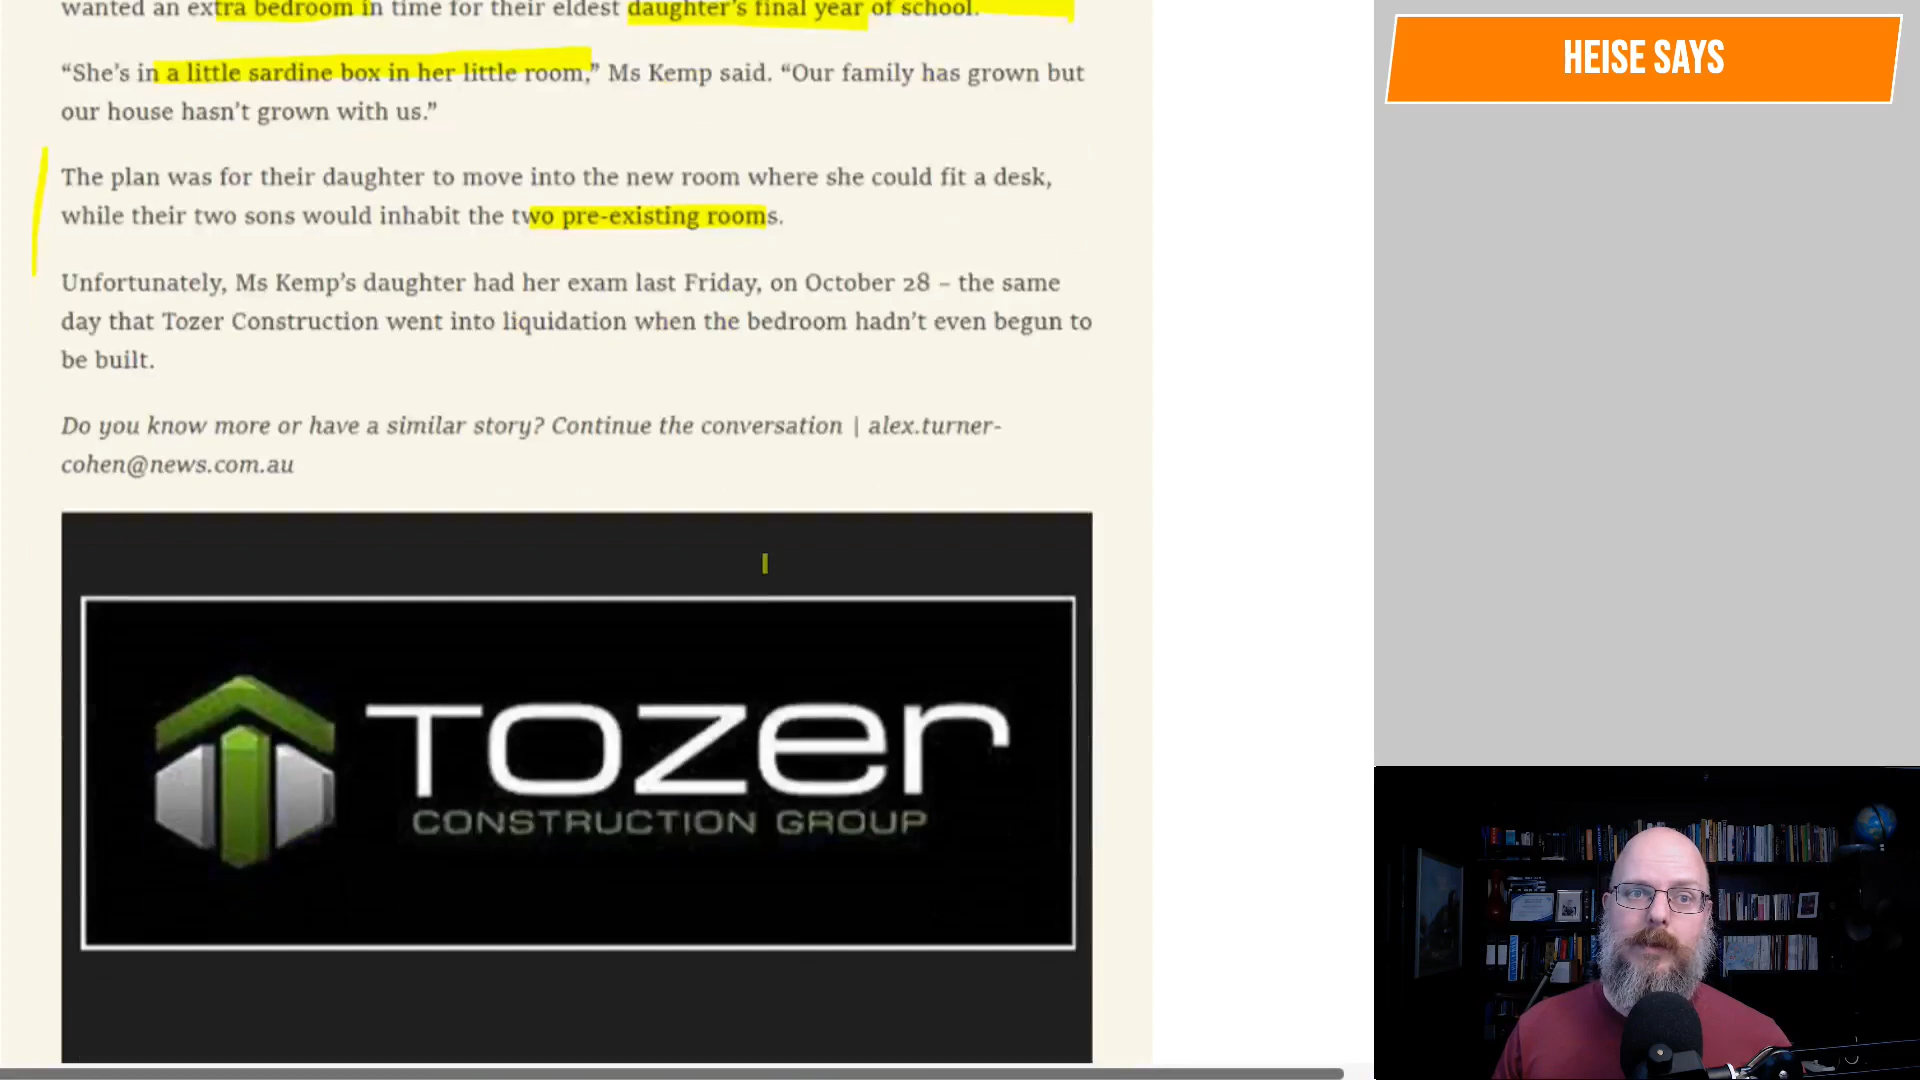 wanted an extra bedroom in time for their eldest daughter's final year of school.
“She's in a little sardine box in her little room,” Ms Kemp said. “Our family has grown but
our house hasn't grown with us.”
The plan was for their daughter to move into the new room where she could fit a desk,
while their two sons would inhabit the two pre-existing rooms.
Unfortunately, Ms Kemp's daughter had her exam last Friday, on October 28 – the same
day that Tozer Construction went into liquidation when the bedroom hadn't even begun to
be built.
Do you know more or have a similar story? Continue the conversation | alex.turner-
cohen@news.com.au
TOZER
CONSTRUCTION GROUP
HEISE SAYS